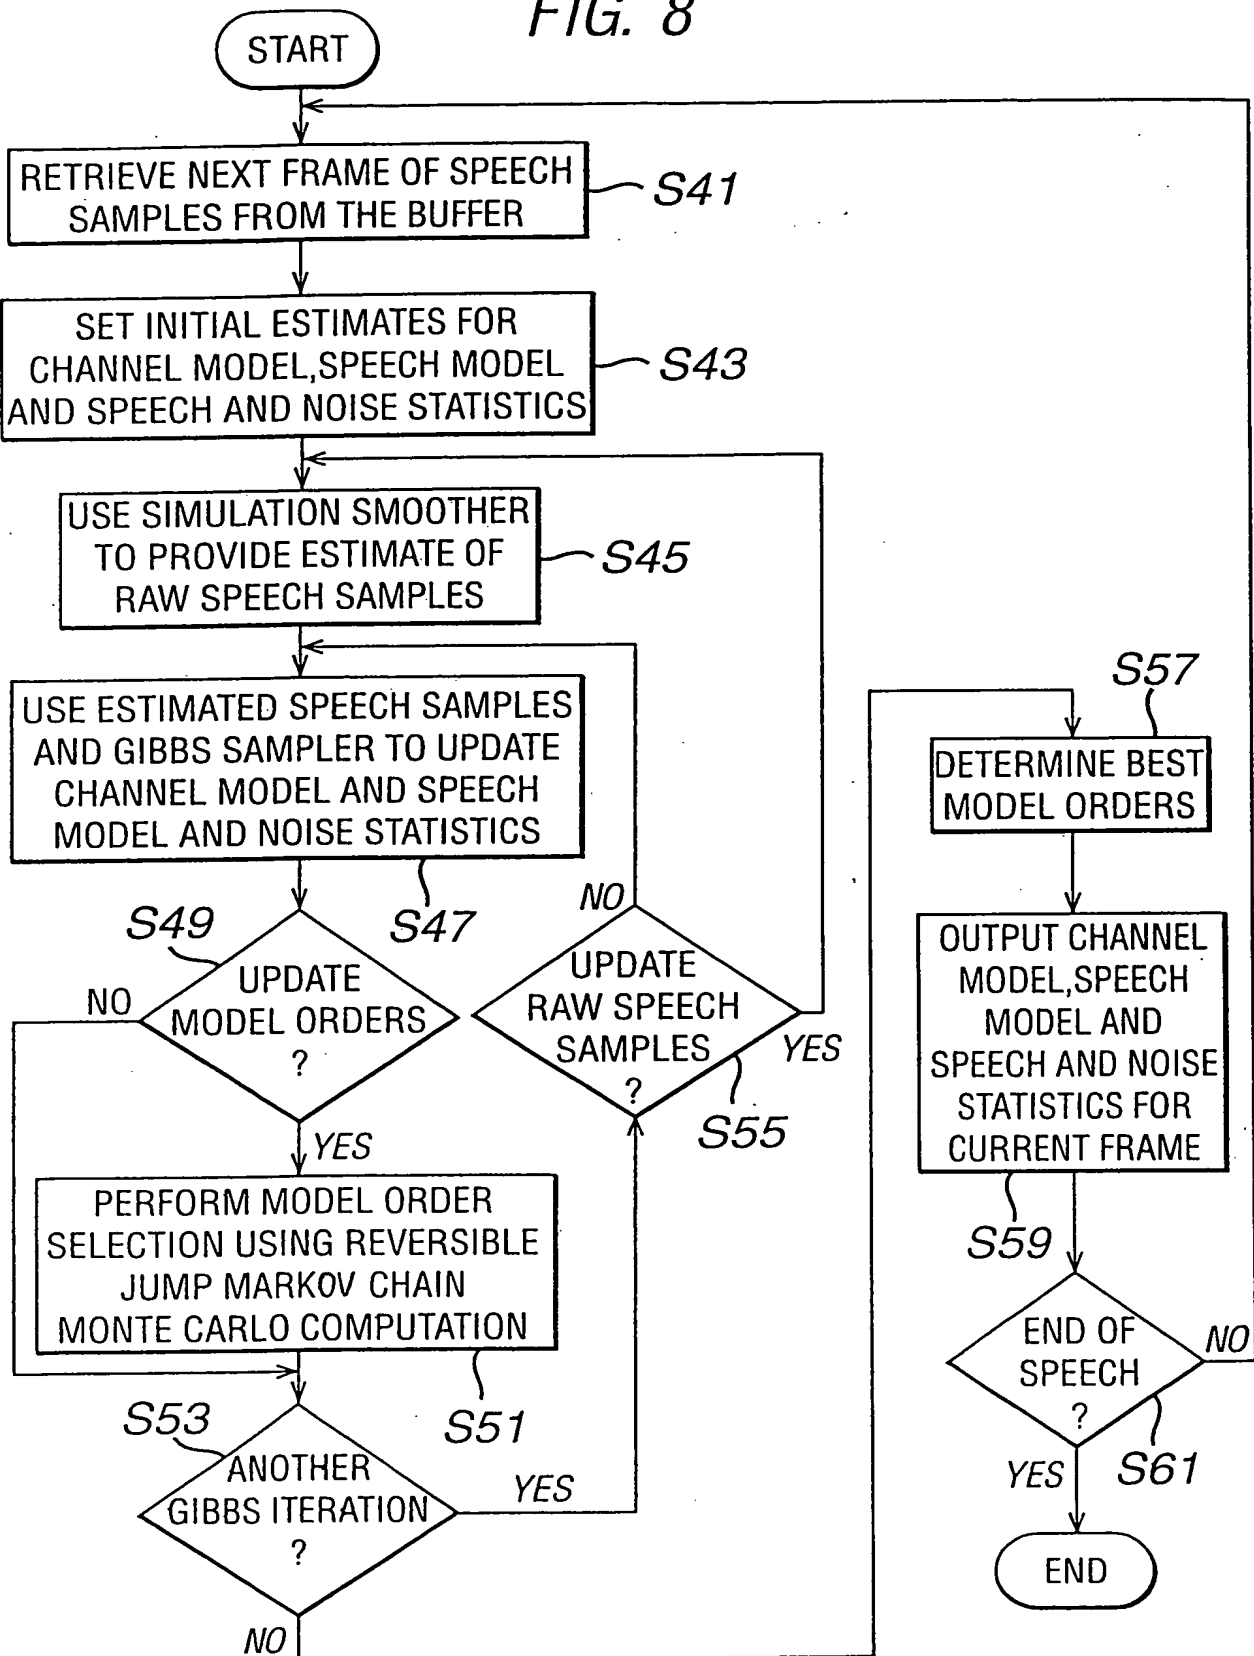 FIG. 8
START
RETRIEVE NEXT FRAME OF SPEECH
SAMPLES FROM THE BUFFER
S41
SET INITIAL ESTIMATES FOR
CHANNEL MODEL,SPEECH MODEL
AND SPEECH AND NOISE STATISTICS
S43
USE SIMULATION SMOOTHER
TO PROVIDE ESTIMATE OF
RAW SPEECH SAMPLES
S45
USE ESTIMATED SPEECH SAMPLES
AND GIBBS SAMPLER TO UPDATE
CHANNEL MODEL AND SPEECH
MODEL AND NOISE STATISTICS
S47
S49
UPDATE
MODEL ORDERS
?
NO
YES
PERFORM MODEL ORDER
SELECTION USING REVERSIBLE
JUMP MARKOV CHAIN
MONTE CARLO COMPUTATION
S51
S53
ANOTHER
GIBBS ITERATION
?
YES
NO
NO
UPDATE
RAW SPEECH
SAMPLES
?
YES
S55
S57
DETERMINE BEST
MODEL ORDERS
OUTPUT CHANNEL
MODEL,SPEECH
MODEL AND
SPEECH AND NOISE
STATISTICS FOR
CURRENT FRAME
S59
END OF
SPEECH
?
NO
S61
YES
END